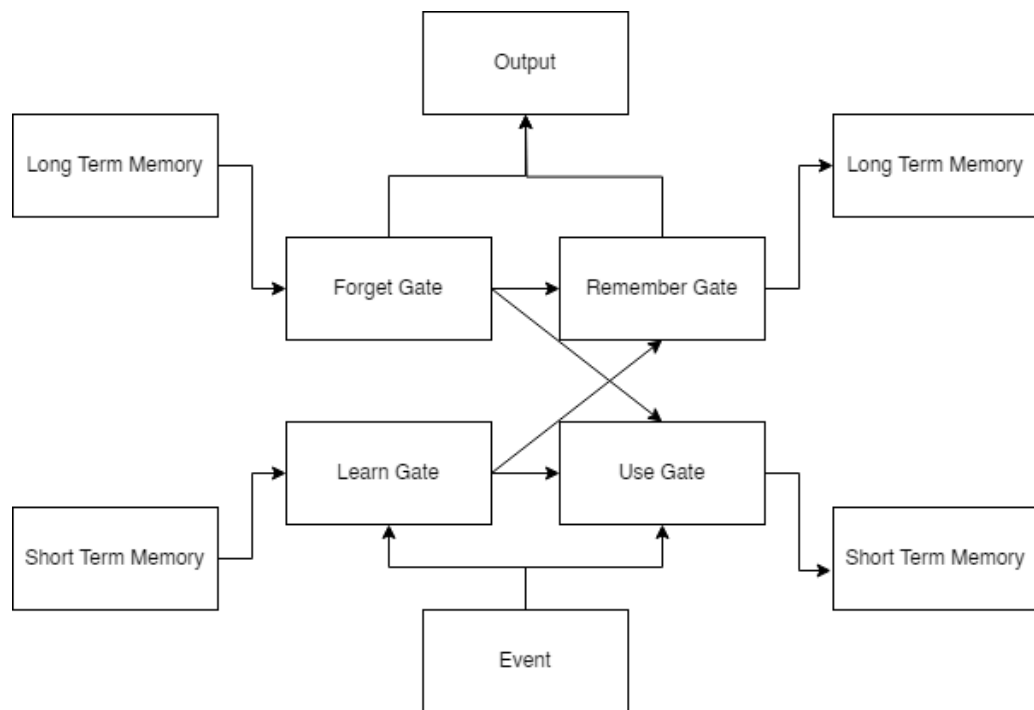 Output
Long Term Memory
Long Term Memory
Forget Gate
Remember Gate
Learn Gate
Use Gate
Short Term Memory
Short Term Memory
Event